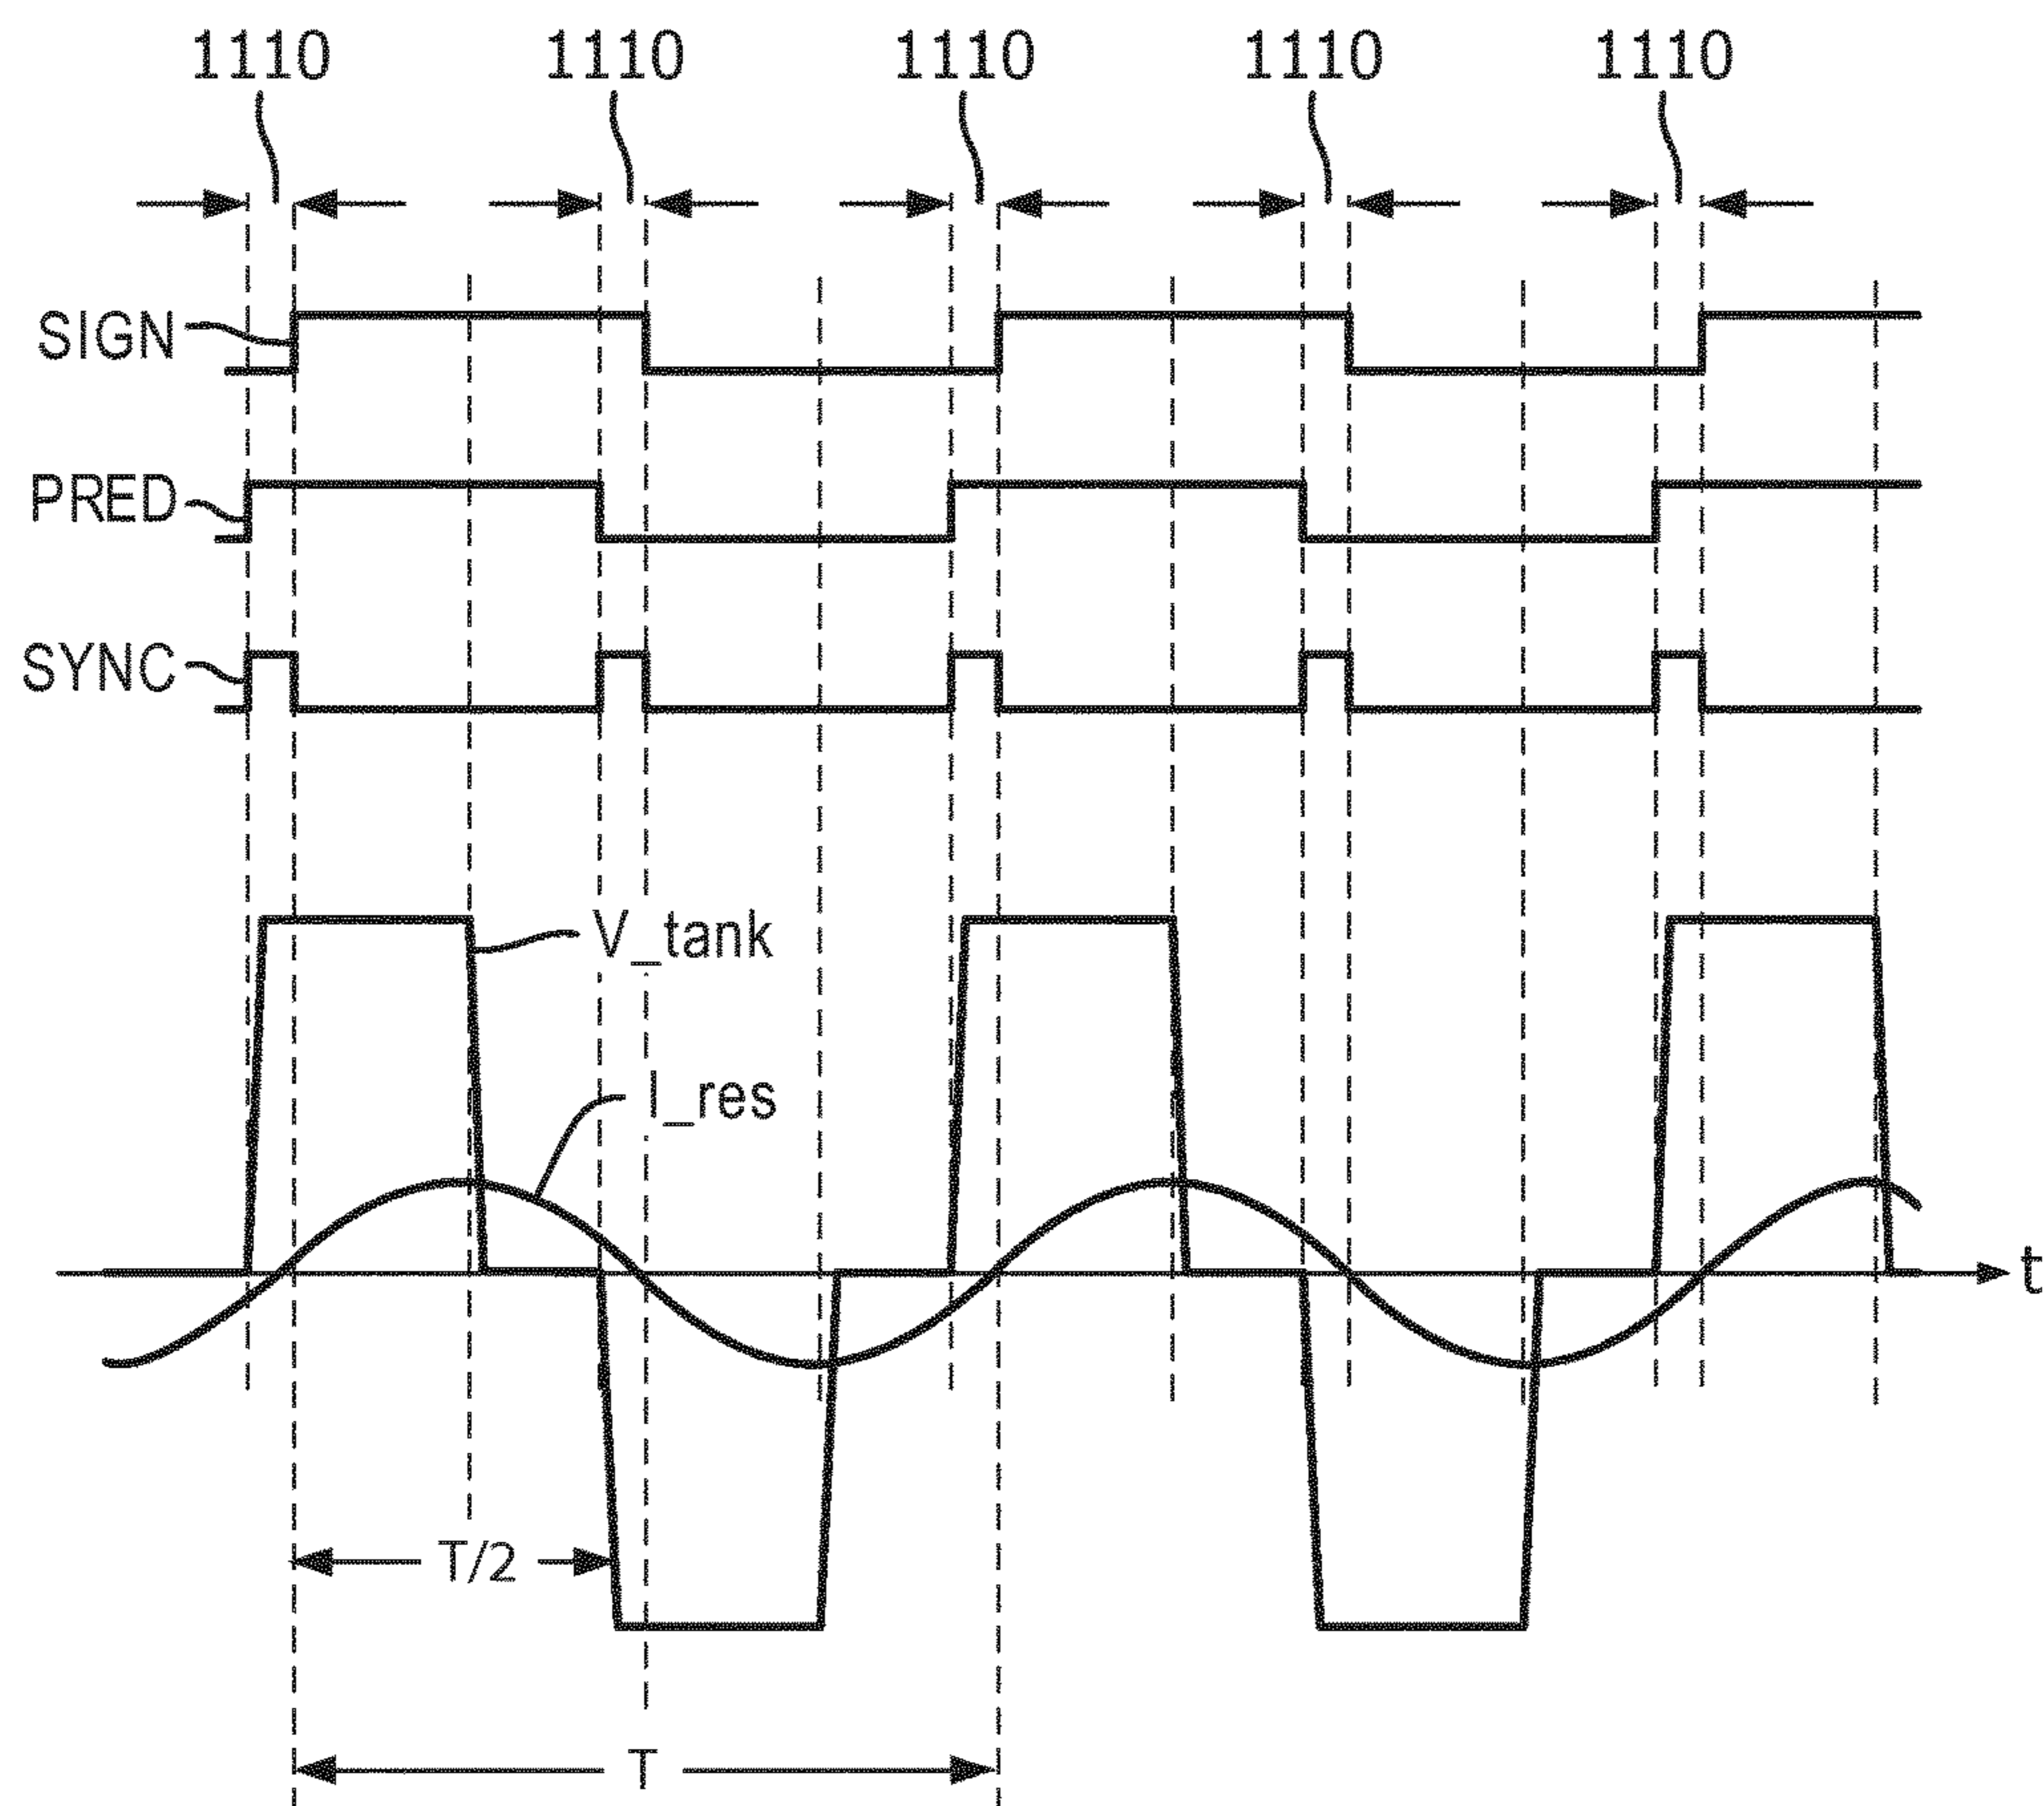 1110 1110 1110 1110 1110
SIGN
PRED
SYNC
V_tank
I_res
t
T/2
T